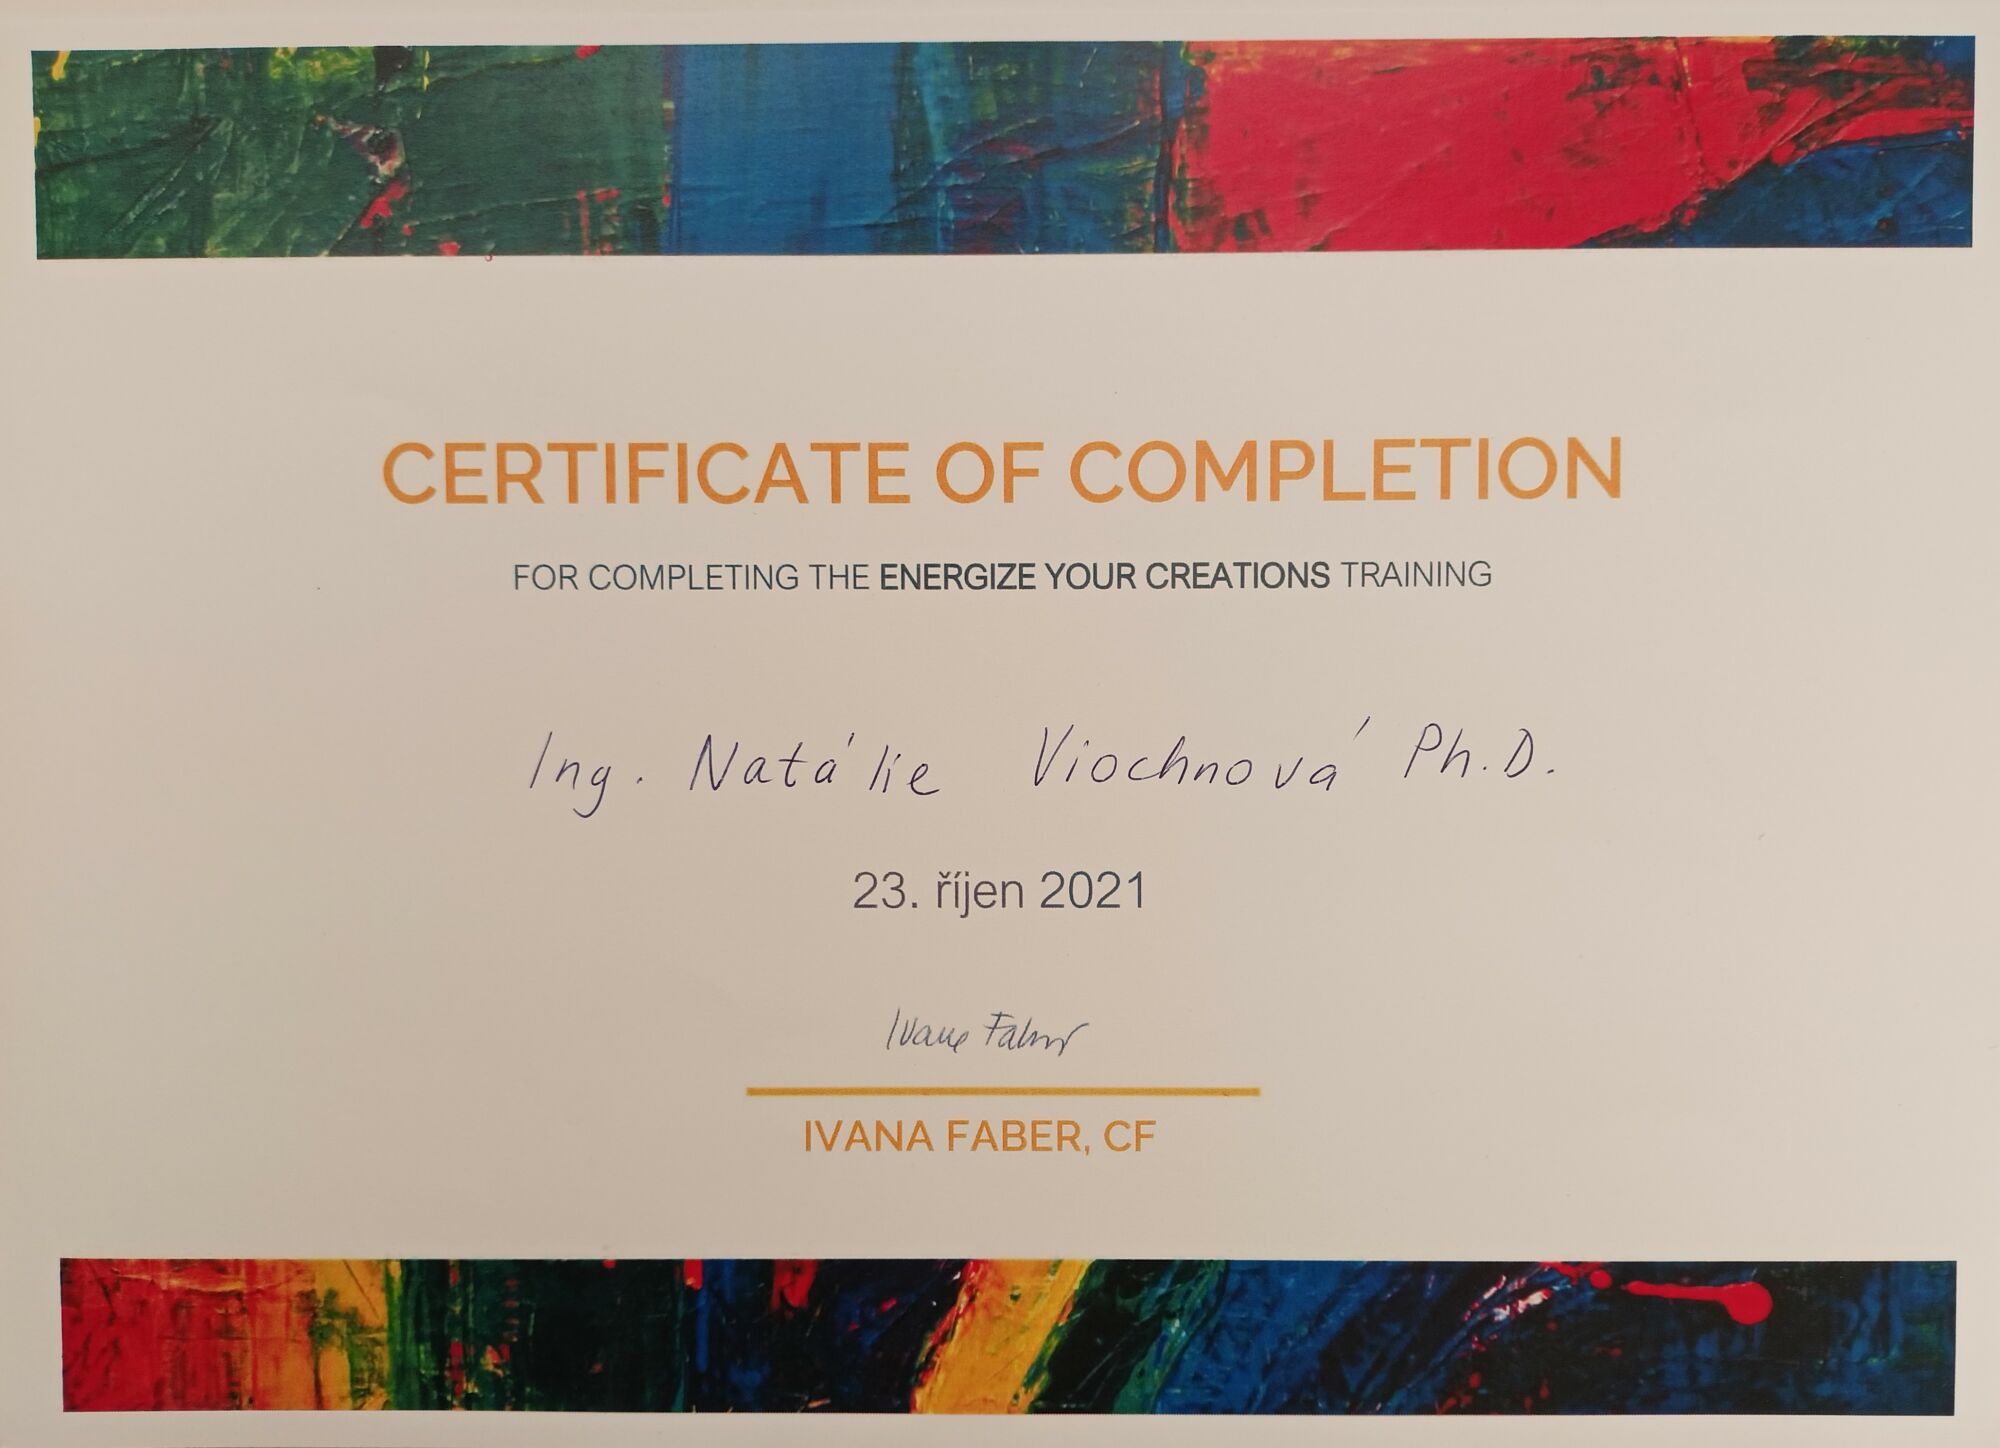 CERTIFICATE OF COMPLETION
FOR COMPLETING THE ENERGIZE YOUR CREATIONS TRAINING
Ing. Natálie Viochnová Ph.D.
23. říjen 2021
Ivana Faber
IVANA FABER, CF